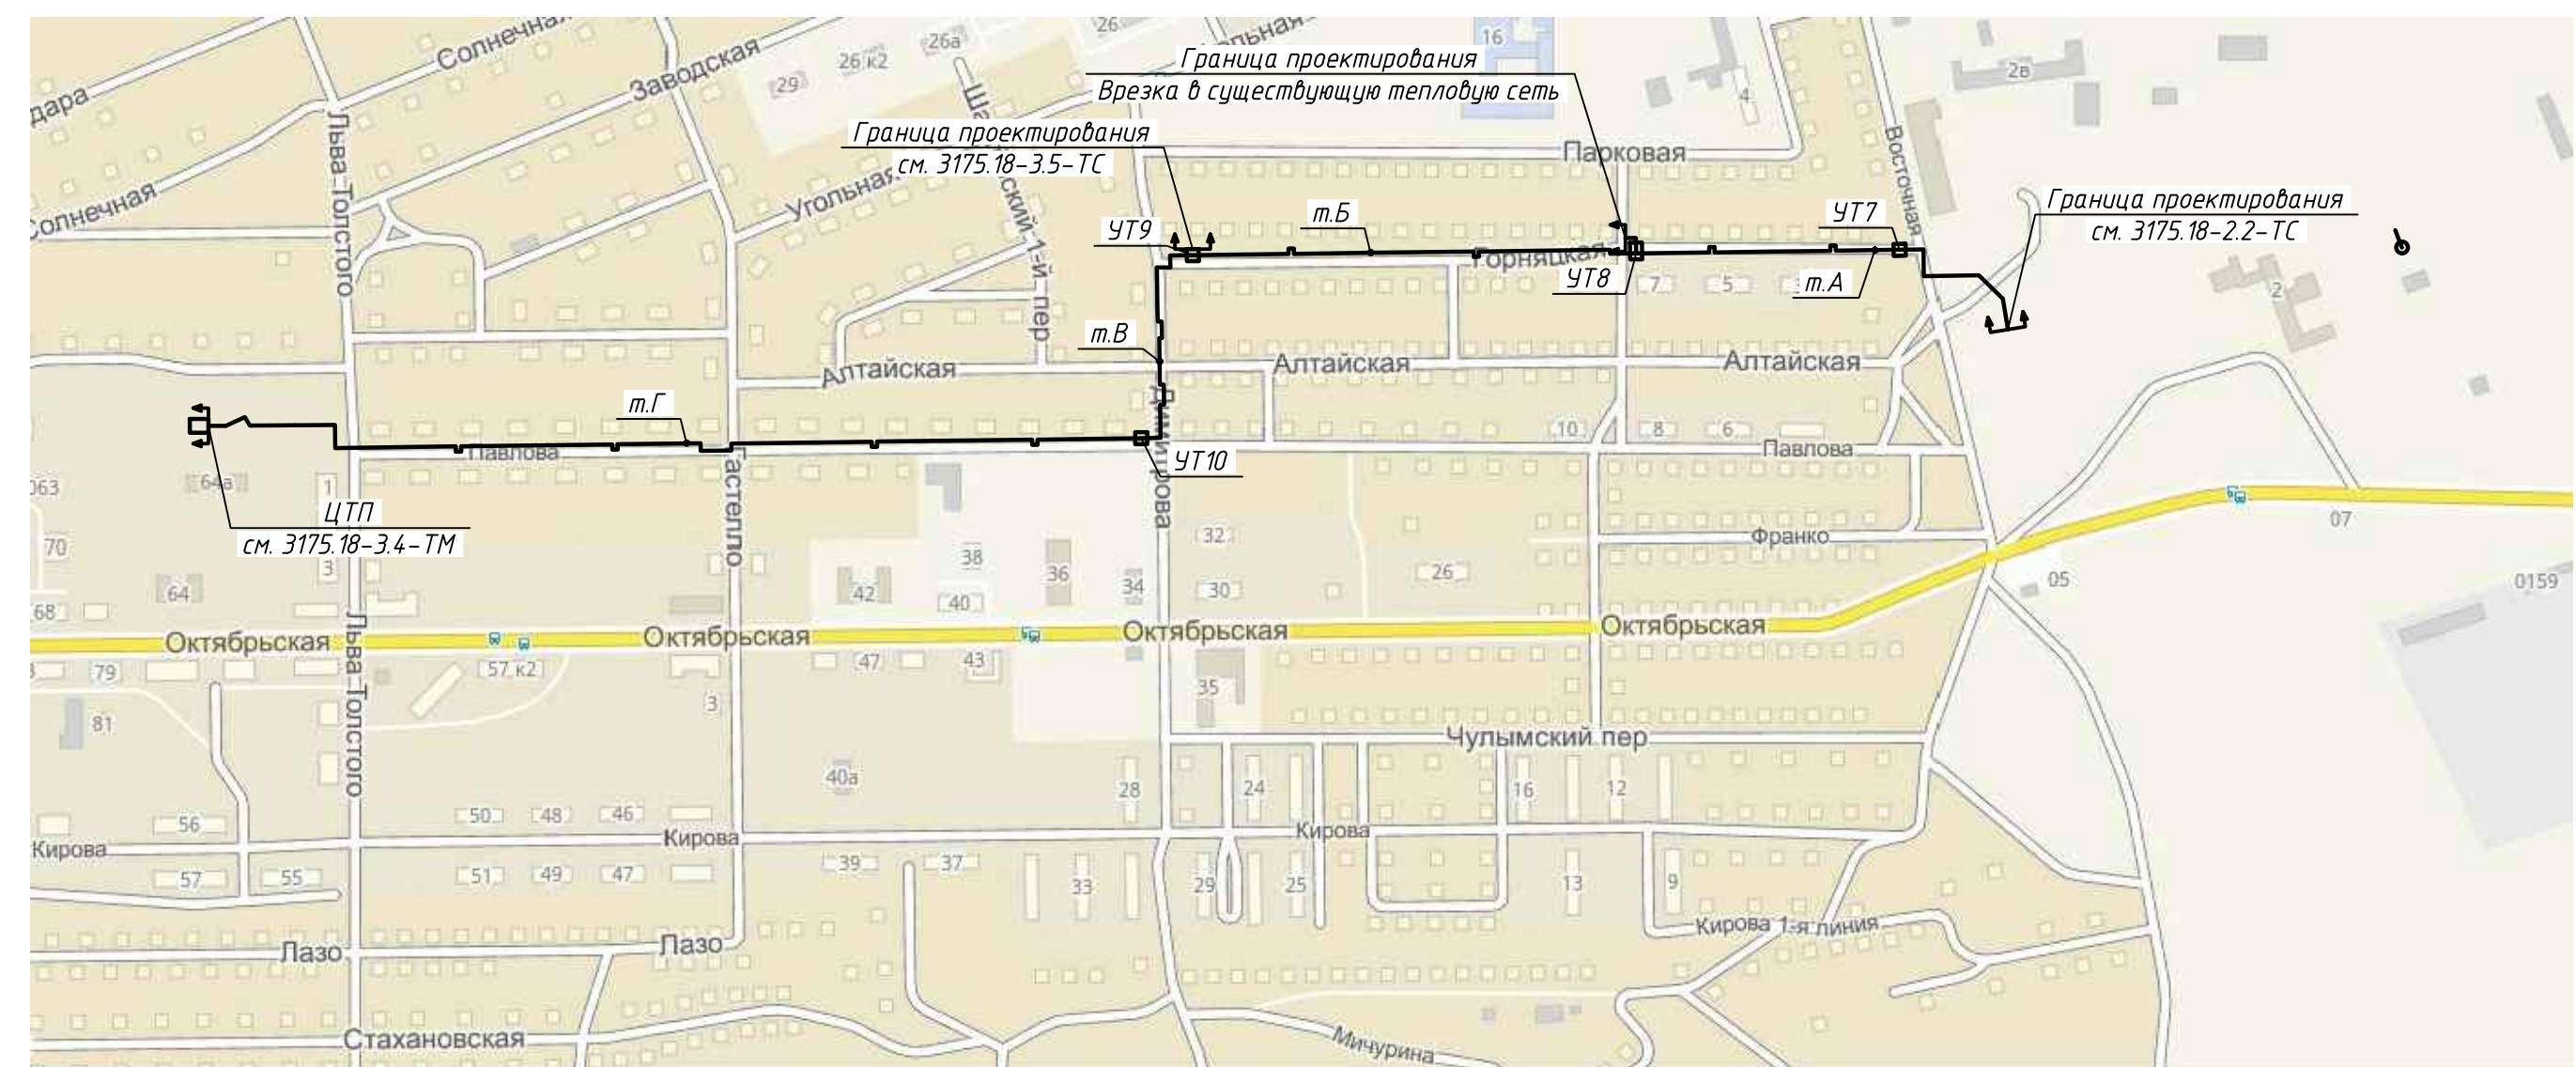 Солнечная
26а
26
26 к2
Заводская
29
16
Граница проектирования
Врезка в существующую тепловую сеть
2в
4
дара
Льва Толстого
Граница проектирования
см. 3175.18-3.5-ТС
Парковая
Восточная
Солнечная
Угольная
Граница проектирования
см. 3175.18-2.2-ТС
УТ9
т.Б
УТ7
Горняцкая
УТ8
7
5
т.А
2
т.В
Алтайская
Алтайская
Алтайская
т.Г
Димитрова
10
8
6
Павлова
Павлова
УТ10
Гастелло
64а
1
063
ЦТП
см. 3175.18-3.4-ТМ
70
3
32
Франко
07
05
0159
38
36
34
42
40
30
26
64
68
Октябрьская
Октябрьская
Октябрьская
Октябрьская
Льва Толстого
79
57 к2
47
43
35
3
81
Чулымский пер
40а
28
24
16
12
56
50
48
46
Кирова
Кирова
Кирова
57
55
51
49
47
39
37
33
29
25
13
9
Кирова 1-я линия
Лазо
Лазо
Стахановская
Мичурина